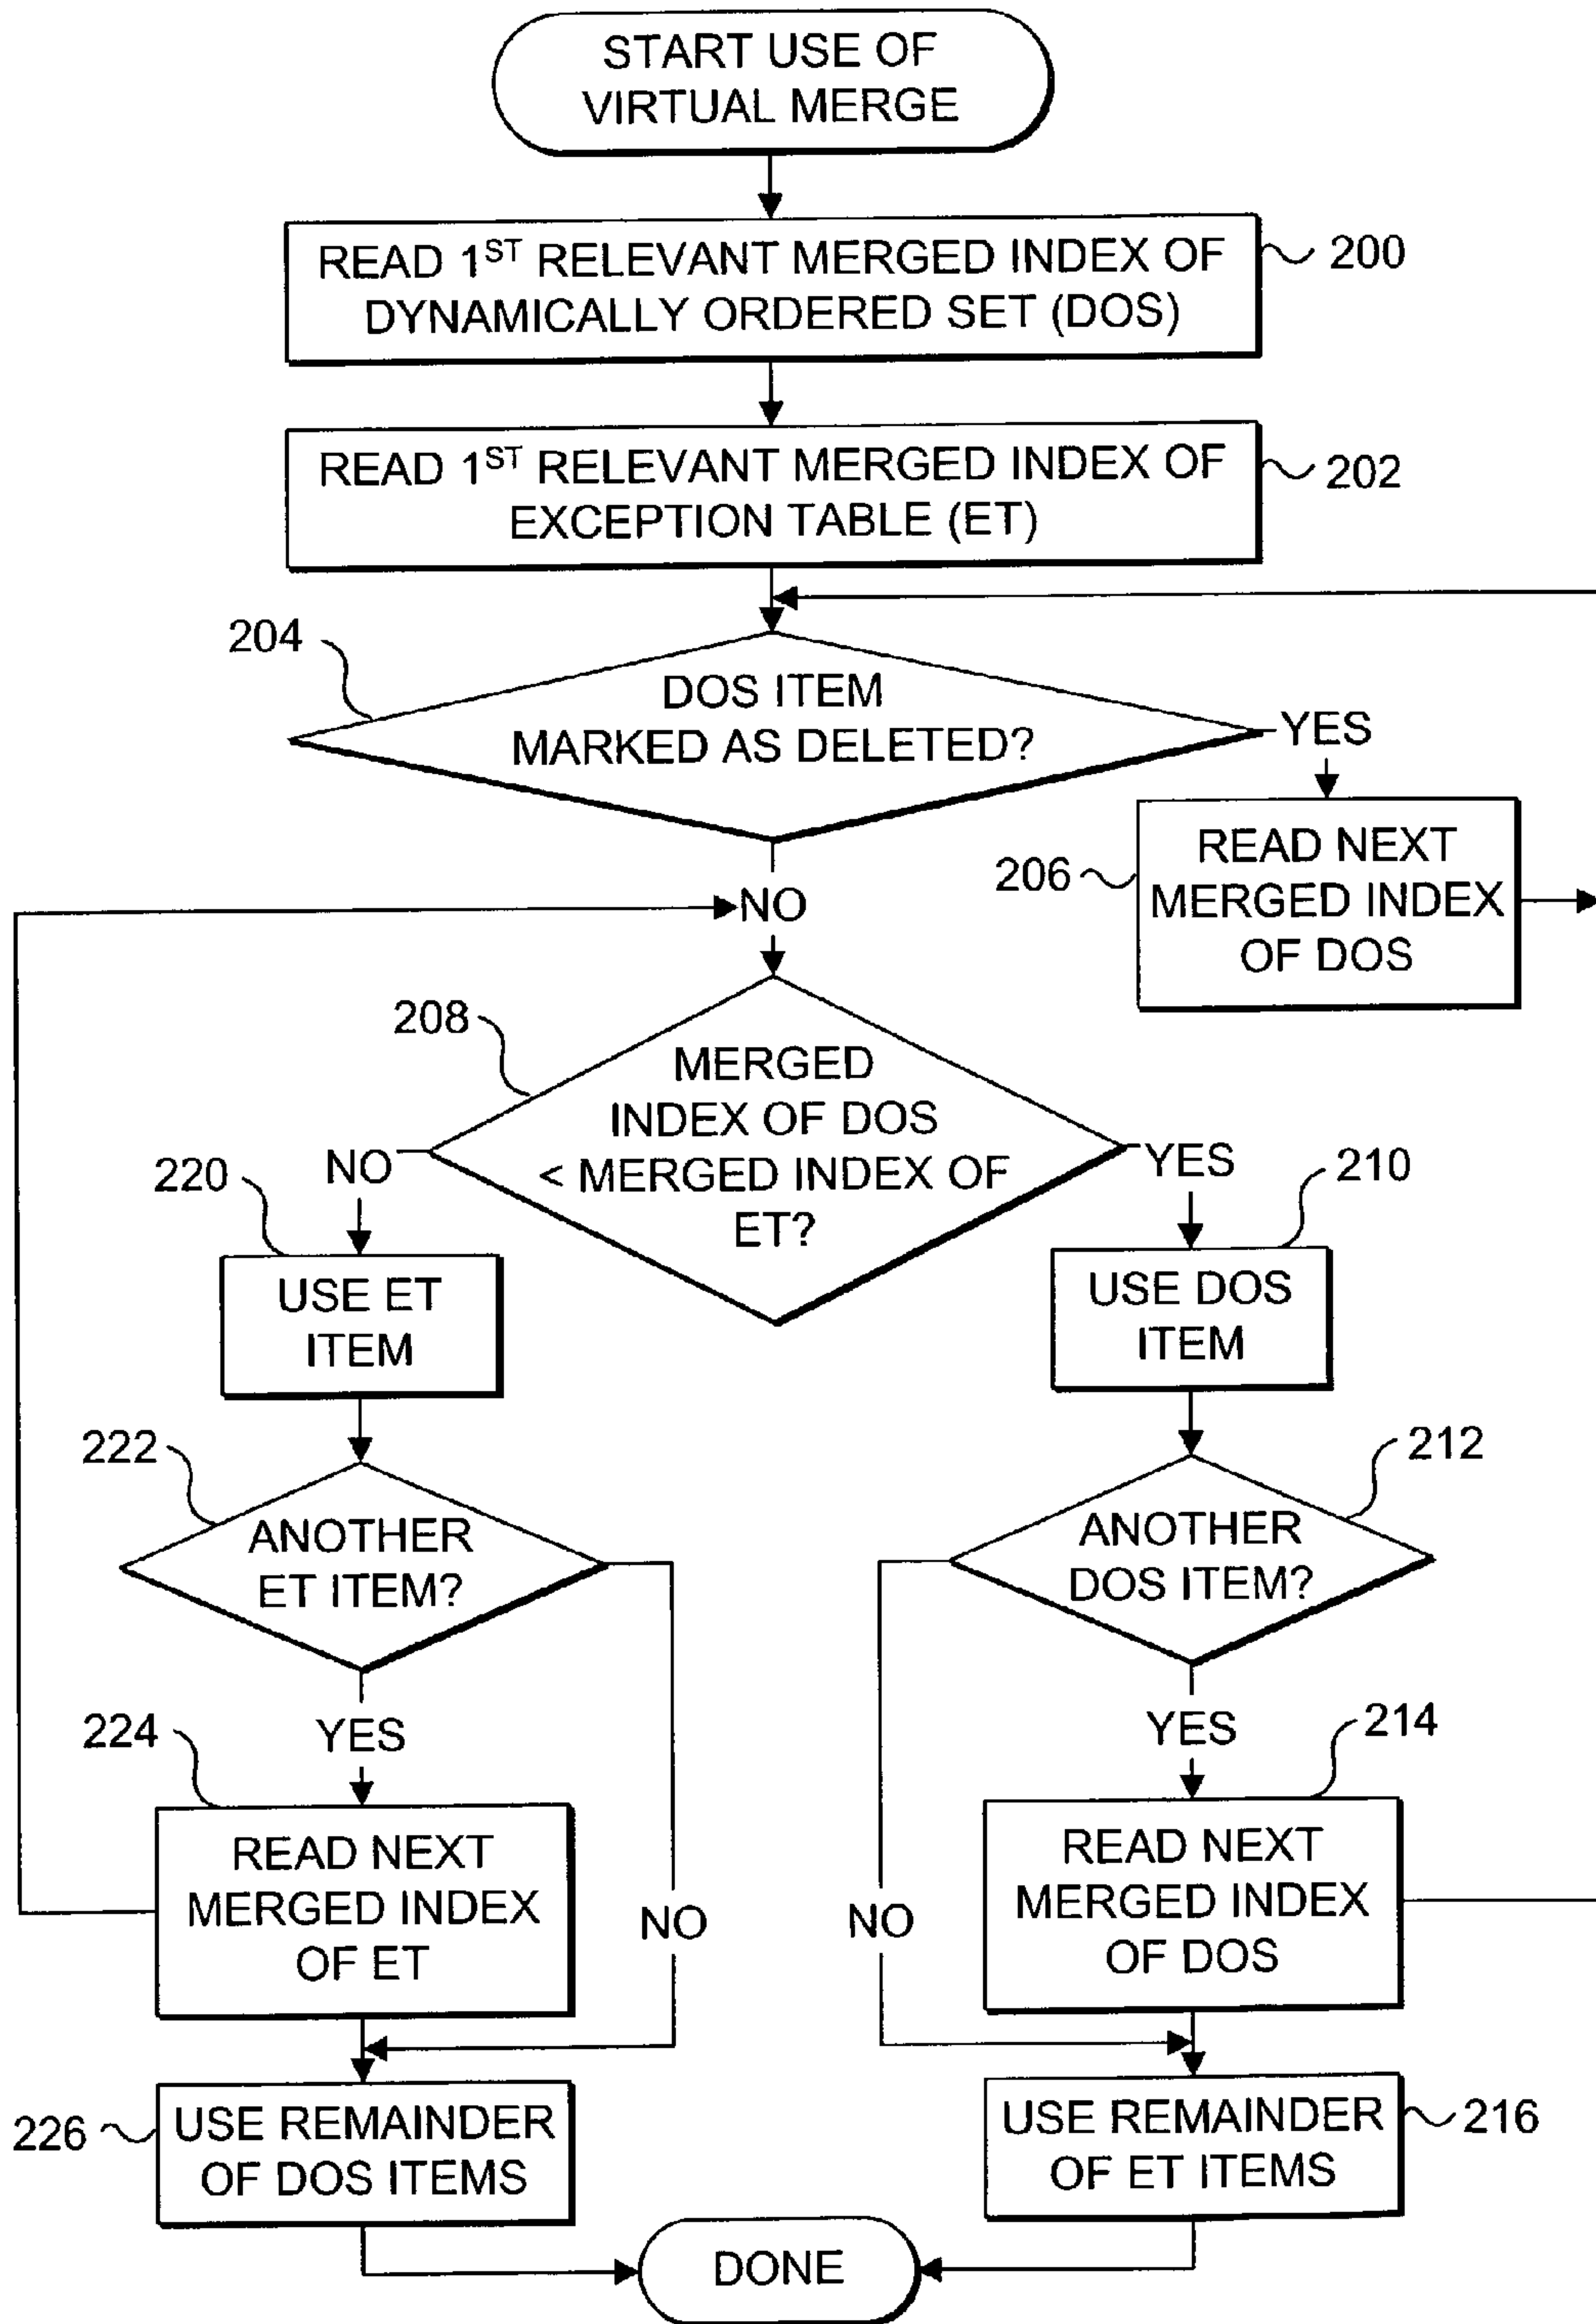 START USE OF
VIRTUAL MERGE
READ 1ST RELEVANT MERGED INDEX OF
DYNAMICALLY ORDERED SET (DOS)
200
READ 1ST RELEVANT MERGED INDEX OF
EXCEPTION TABLE (ET)
202
204
DOS ITEM
MARKED AS DELETED?
YES
206
READ NEXT
MERGED INDEX
OF DOS
NO
208
MERGED
INDEX OF DOS
< MERGED INDEX OF
ET?
NO
YES
220
210
USE ET
ITEM
USE DOS
ITEM
222
212
ANOTHER
ET ITEM?
ANOTHER
DOS ITEM?
YES
YES
224
214
READ NEXT
MERGED INDEX
OF ET
NO
NO
READ NEXT
MERGED INDEX
OF DOS
226
USE REMAINDER
OF DOS ITEMS
USE REMAINDER
OF ET ITEMS
216
DONE